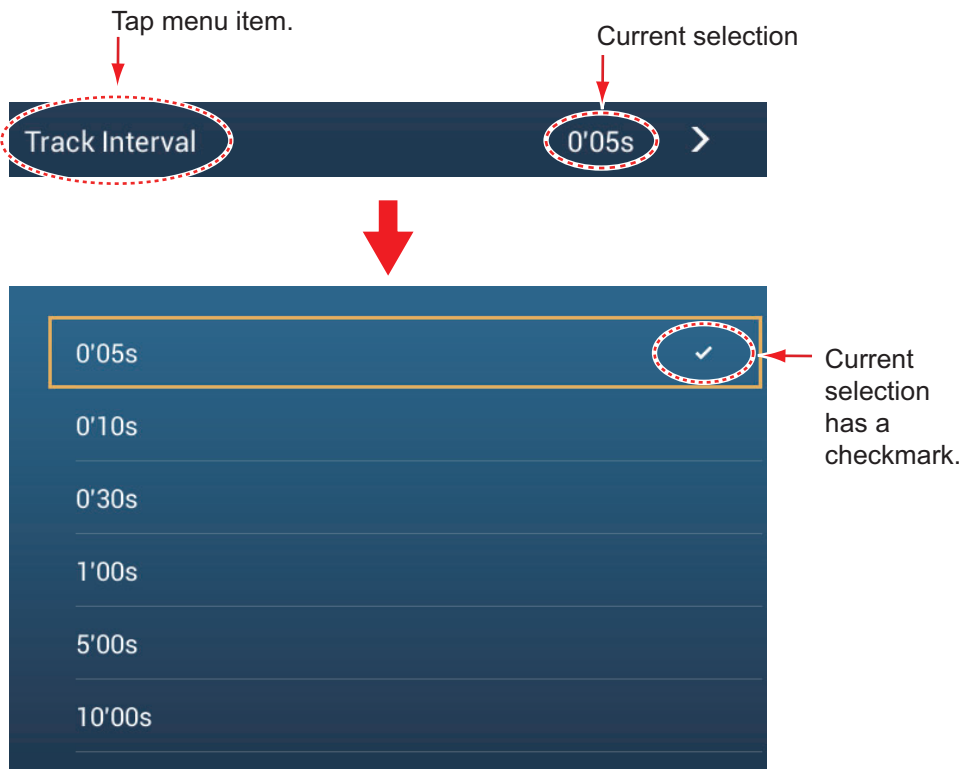 Tap menu item.
Current selection
Track Interval
0'05s
0'05s
0'10s
0'30s
1'00s
5'00s
10'00s
Current
selection
has a
checkmark.